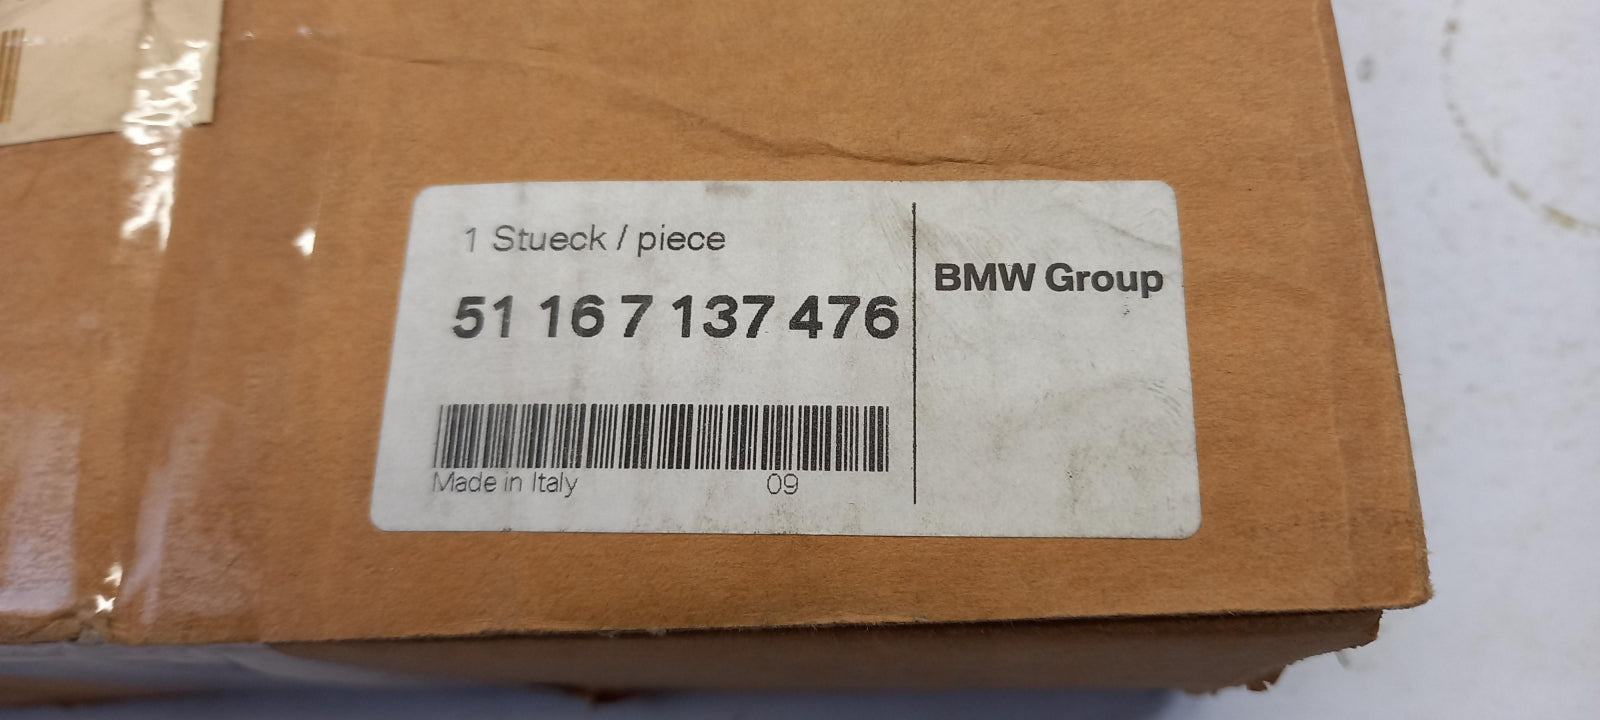 1 Stueck / piece
51 16 7 137 476
BMW Group
Made in Italy 09